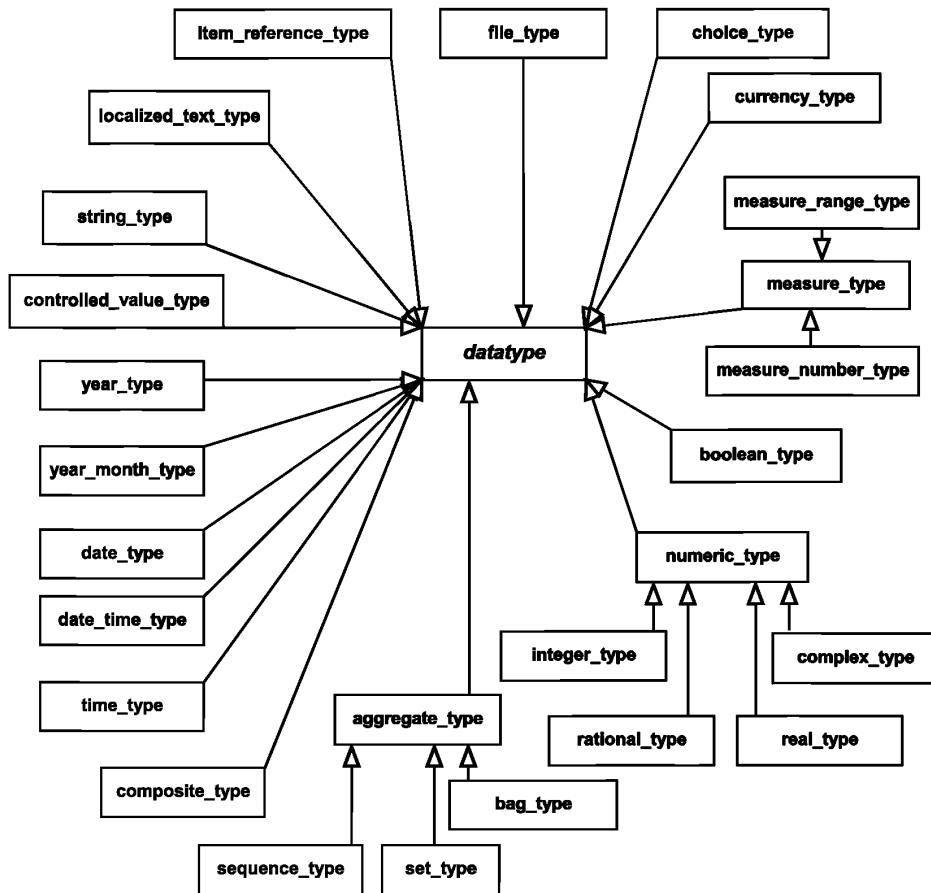 item_reference_type
file_type
choice_type
currency_type
localized_text_type
measure_range_type
string_type
controlled_value_type
measure_type
datatype
year_type
measure_number_type
boolean_type
year_month_type
date_type
numeric_type
date_time_type
integer_type
complex_type
time_type
aggregate_type
rational_type
real_type
composite_type
bag_type
sequence_type
set_type